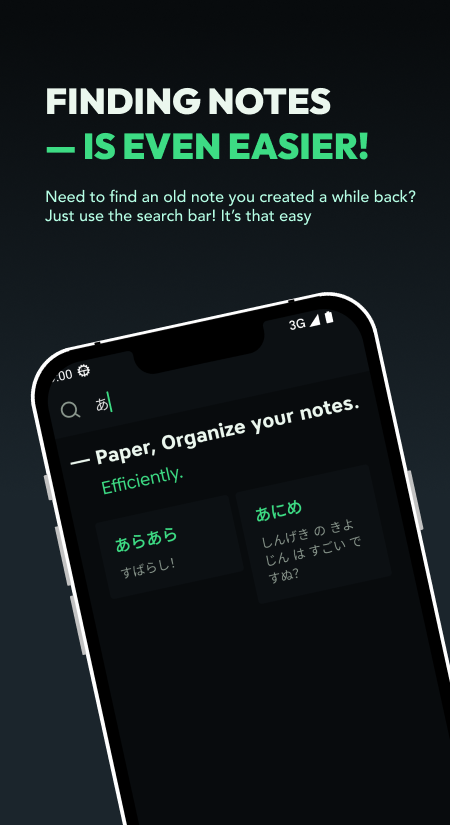 FINDING NOTES
— IS EVEN EASIER!
Need to find an old note you created a while back?
Just use the search bar! It's that easy
:00
3G
あ
— Paper, Organize your notes.
Efficiently.
あらあら
すばらし!
あにめ
しんげき の きよ
じん は すごい で
すぬ?